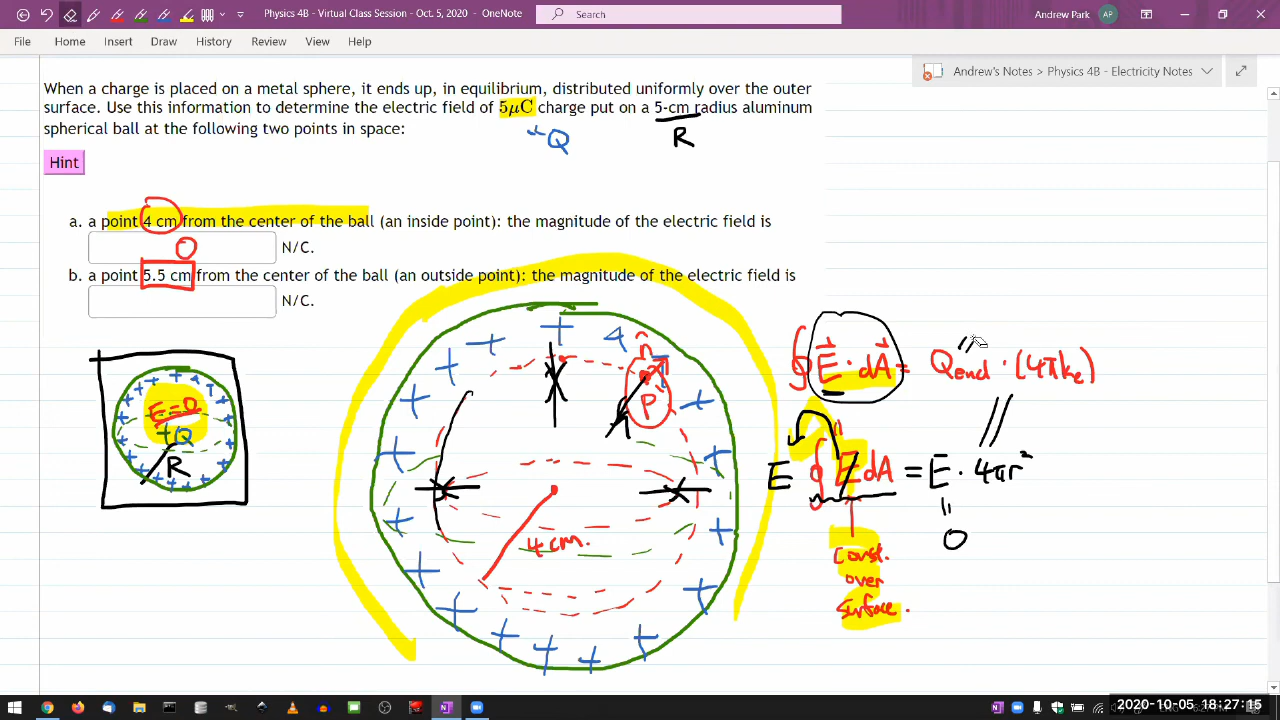 Physics 4B - Virtual Class Session - Oct. 5, 2020 - OneNote
Search
Andrew Park
AP
File Home Insert Draw History Review View Help
Andrew's Notes > Physics 4B - Electricity Notes
When a charge is placed on a metal sphere, it ends up, in equilibrium, distributed uniformly over the outer
surface. Use this information to determine the electric field of 5μC charge put on a 5-cm radius aluminum
spherical ball at the following two points in space:
+Q
R
Hint
a. a point 4 cm from the center of the ball (an inside point): the magnitude of the electric field is
0 N/C.
b. a point 5.5 cm from the center of the ball (an outside point): the magnitude of the electric field is
N/C.
E=0
+Q
R
n̂
P
4cm.
∮ E⃗ · dA⃗ = Qencl · (4πke)
E ∮ E dA = E · 4πr²
0
Const.
over
surface.
2020-10-05 18:27:15